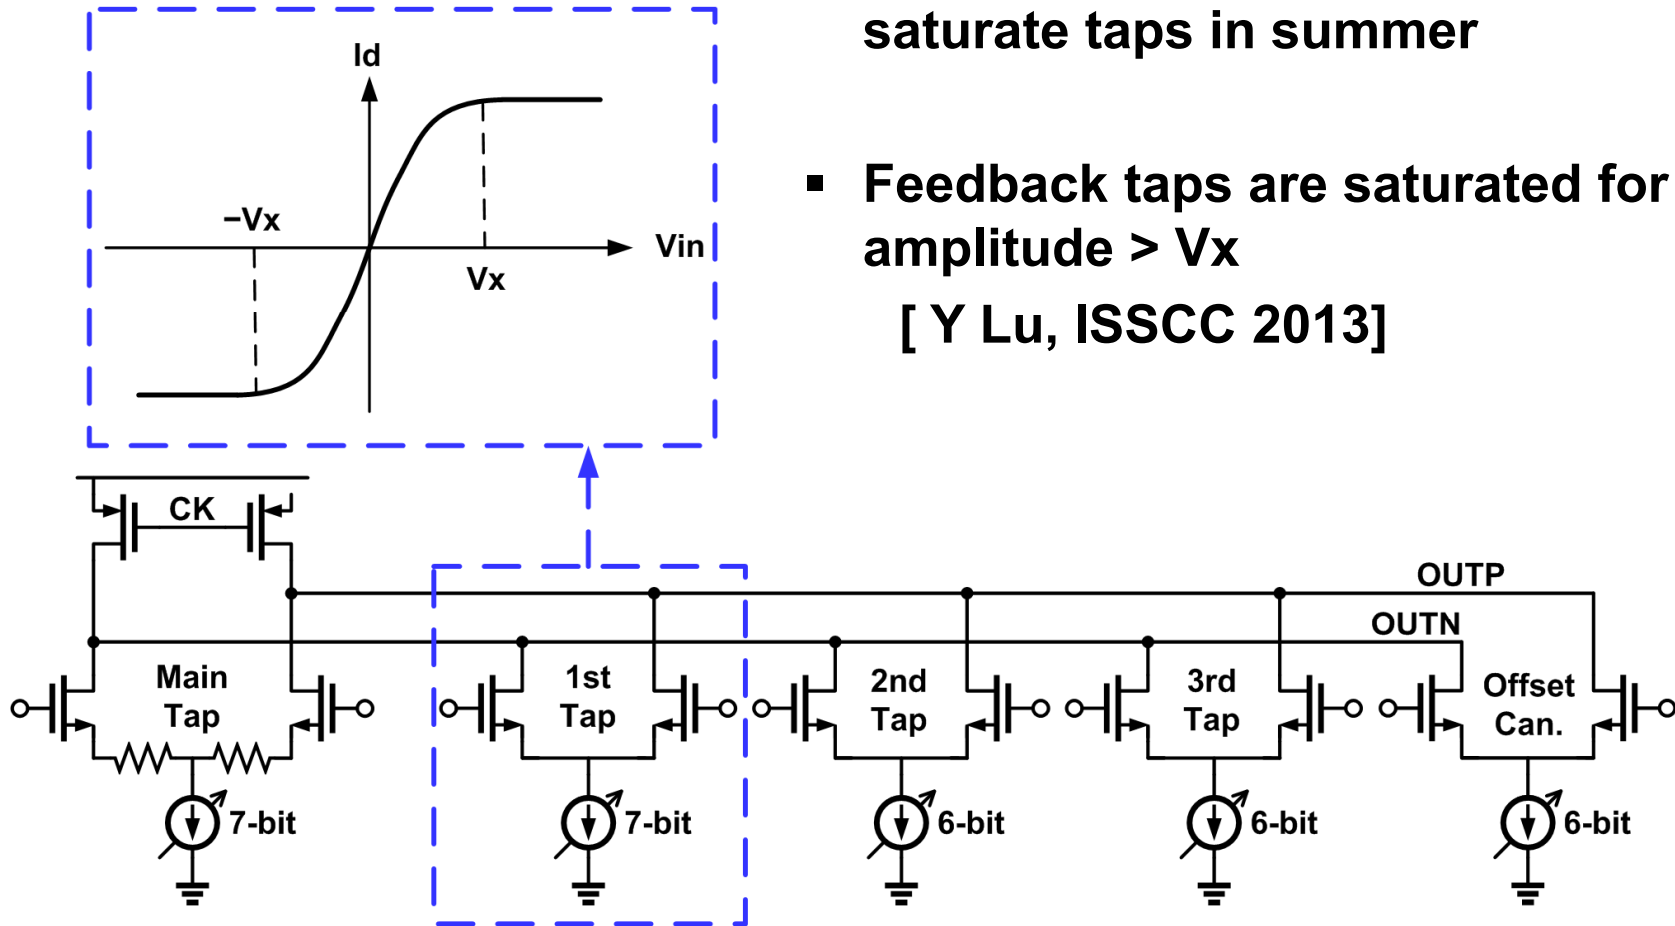 saturate taps in summer
▪ Feedback taps are saturated for
amplitude > Vx
[ Y Lu, ISSCC 2013]
Id
−Vx
Vin
Vx
CK
OUTP
OUTN
Main
Tap
1st
Tap
2nd
Tap
3rd
Tap
Offset
Can.
7-bit
7-bit
6-bit
6-bit
6-bit